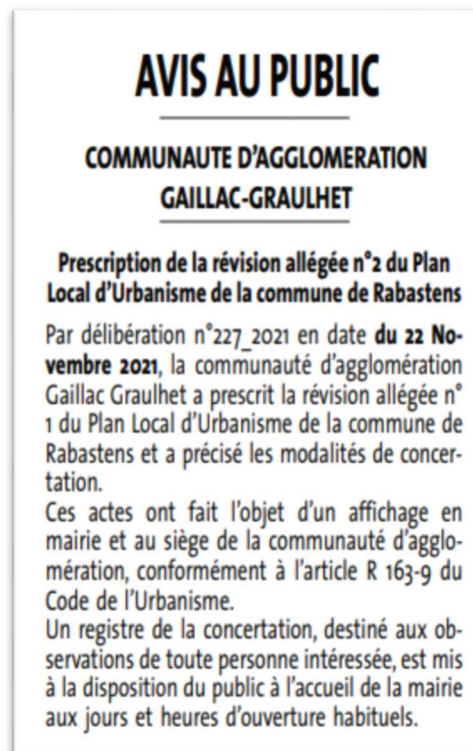 AVIS AU PUBLIC
COMMUNAUTE D'AGGLOMERATION
GAILLAC-GRAULHET
Prescription de la révision allégée n°2 du Plan
Local d'Urbanisme de la commune de Rabastens
Par délibération n°227_2021 en date du 22 No-
vembre 2021, la communauté d'agglomération
Gaillac Graulhet a prescrit la révision allégée n°
1 du Plan Local d'Urbanisme de la commune de
Rabastens et a précisé les modalités de concer-
tation.
Ces actes ont fait l'objet d'un affichage en
mairie et au siège de la communauté d'agglo-
mération, conformément à l'article R 163-9 du
Code de l'Urbanisme.
Un registre de la concertation, destiné aux ob-
servations de toute personne intéressée, est mis
à la disposition du public à l'accueil de la mairie
aux jours et heures d'ouverture habituels.